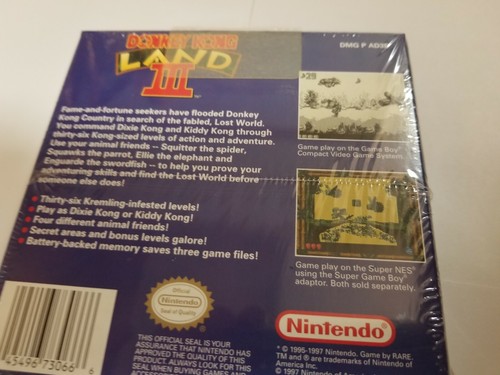 DONKEY KONG
LAND
III
™
DMG P AD3
Fame-and-fortune seekers have flooded Donkey
Kong Country in search of the fabled, Lost World.
You command Dixie Kong and Kiddy Kong through
thirty-six Kong-sized levels of action and adventure.
Use your animal friends – Squitter the spider,
Squawks the parrot, Ellie the elephant and
Enguarde the swordfish – to help you prove your
adventuring skills and find the Lost World before
someone else does!
• Thirty-six Kremling-infested levels!
• Play as Dixie Kong or Kiddy Kong!
• Four different animal friends!
• Secret areas and bonus levels galore!
• Battery-backed memory saves three game files!
Game play on the Game Boy®
Compact Video Game System.
Game play on the Super NES®
using the Super Game Boy®
adaptor. Both sold separately.
45496 73066
Official
Nintendo
Seal of Quality
THIS OFFICIAL SEAL IS YOUR
ASSURANCE THAT NINTENDO HAS
APPROVED THE QUALITY OF THIS
PRODUCT. ALWAYS LOOK FOR THIS
SEAL WHEN BUYING GAMES AND
Nintendo®
© 1995-1997 Nintendo. Game by RARE.
TM and ® are trademarks of Nintendo of
America Inc.
© 1997 Nintendo of